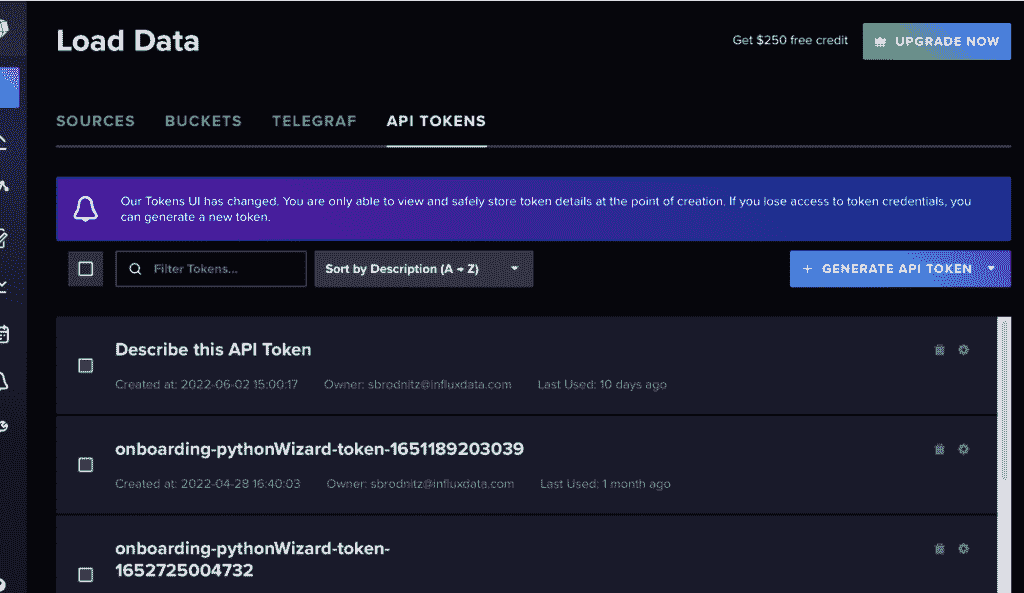 Load Data
Get $250 free credit
UPGRADE NOW
SOURCES
BUCKETS
TELEGRAF
API TOKENS
Our Tokens UI has changed. You are only able to view and safely store token details at the point of creation. If you lose access to token credentials, you
can generate a new token.
Filter Tokens...
Sort by Description (A → Z)
+ GENERATE API TOKEN
Describe this API Token
Created at: 2022-06-02 15:00:17 Owner: sbrodnitz@influxdata.com Last Used: 10 days ago
onboarding-pythonWizard-token-1651189203039
Created at: 2022-04-28 16:40:03 Owner: sbrodnitz@influxdata.com Last Used: 1 month ago
onboarding-pythonWizard-token-
1652725004732